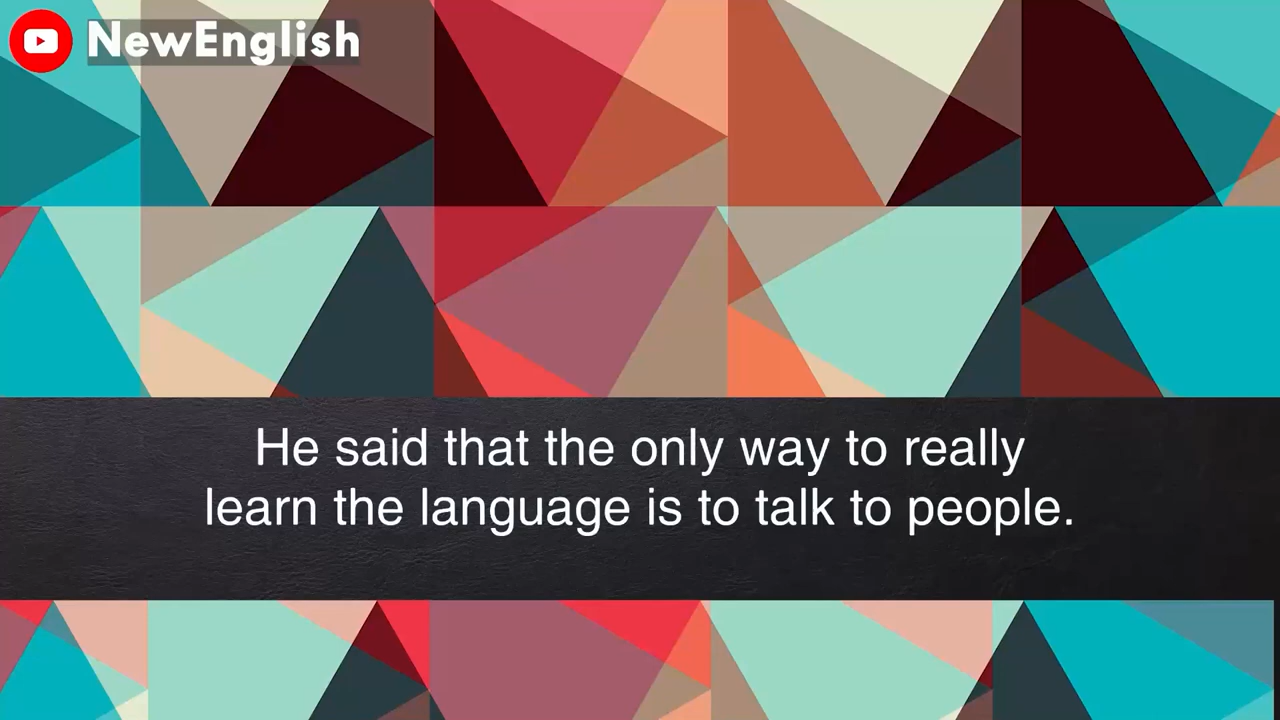 NewEnglish
He said that the only way to really
learn the language is to talk to people.